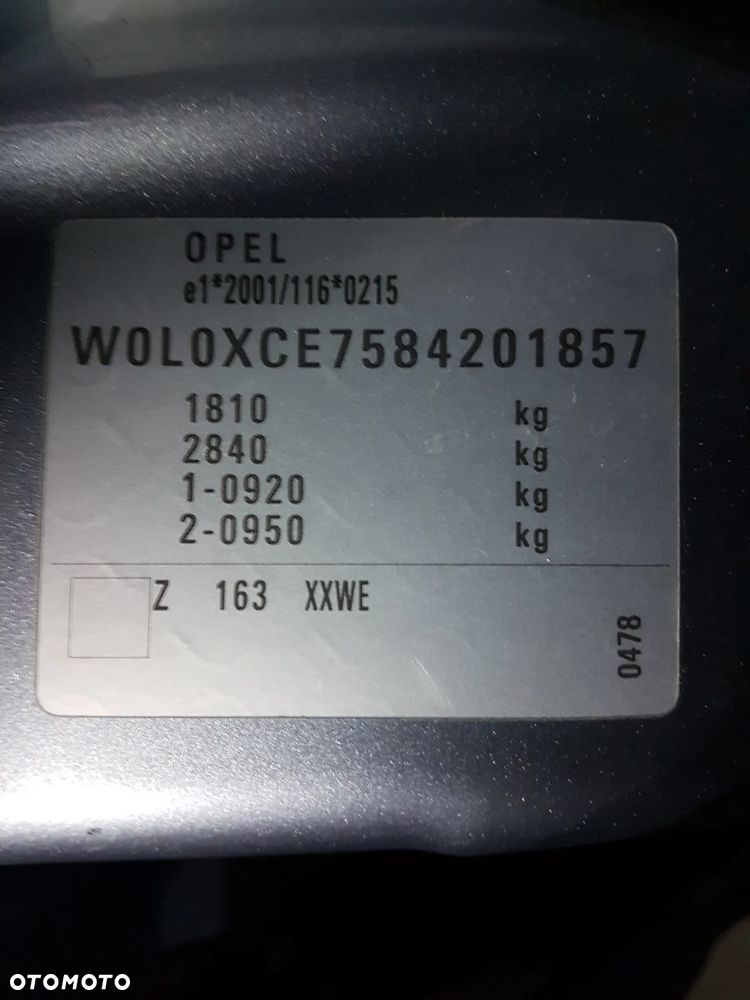 OPEL
e1*2001/116*0215
W0L0XCE7584201857
1810 kg
2840 kg
1-0920 kg
2-0950 kg
Z 163 XXWE
0478
OTOMOTO